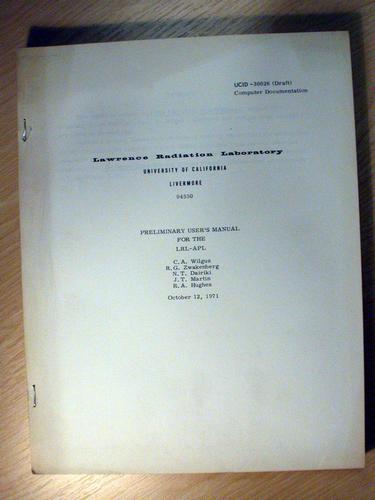 UCID-30026 (Draft)
Computer Documentation
Lawrence Radiation Laboratory
UNIVERSITY OF CALIFORNIA
LIVERMORE
94550
PRELIMINARY USER'S MANUAL
FOR THE
LRL-APL
C. A. Wilgus
R. G. Zwakenberg
N. T. Dairiki
J. T. Martin
R. A. Hughes
October 12, 1971